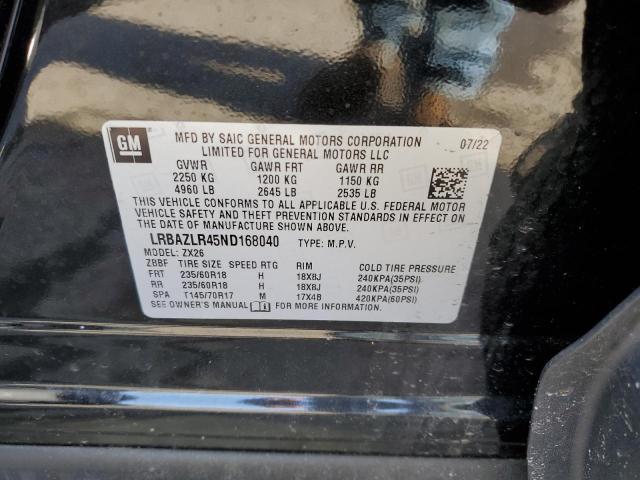 GM
MFD BY SAIC GENERAL MOTORS CORPORATION 07/22
LIMITED FOR GENERAL MOTORS LLC
GVWR GAWR FRT GAWR RR
2250 KG 1200 KG 1150 KG
4960 LB 2645 LB 2535 LB
THIS VEHICLE CONFORMS TO ALL APPLICABLE U.S. FEDERAL MOTOR
VEHICLE SAFETY AND THEFT PREVENTION STANDARDS IN EFFECT ON
THE DATE OF MANUFACTURE SHOWN ABOVE.
LRBAZLR45ND168040 TYPE: M.P.V.
MODEL: ZX26
ZBBF TIRE SIZE SPEED RTG RIM COLD TIRE PRESSURE
FRT 235/60R18 H 18X8J 240KPA(35PSI)
RR 235/60R18 H 18X8J 240KPA(35PSI)
SPA T145/70R17 M 17X4B 420KPA(60PSI)
SEE OWNER'S MANUAL FOR MORE INFORMATION.